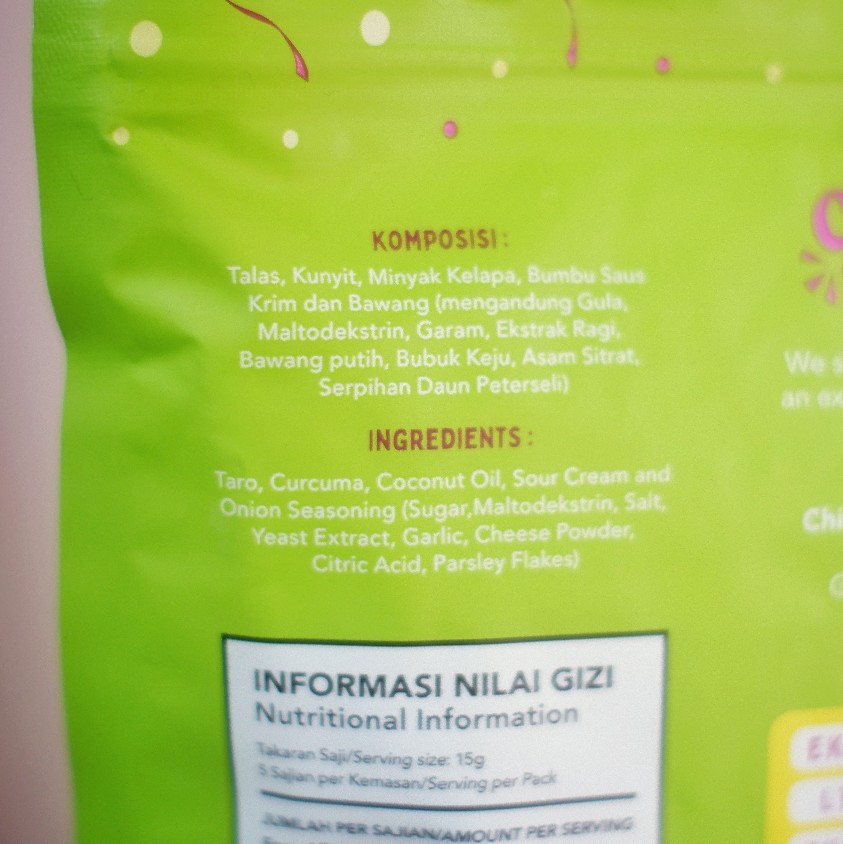 KOMPOSISI :
Talas, Kunyit, Minyak Kelapa, Bumbu Saus
Krim dan Bawang (mengandung Gula,
Maltodekstrin, Garam, Ekstrak Ragi,
Bawang putih, Bubuk Keju, Asam Sitrat,
Serpihan Daun Peterseli)
INGREDIENTS :
Taro, Curcuma, Coconut Oil, Sour Cream and
Onion Seasoning (Sugar,Maltodekstrin, Salt,
Yeast Extract, Garlic, Cheese Powder,
Citric Acid, Parsley Flakes)
INFORMASI NILAI GIZI
Nutritional Information
Takaran Saji/Serving size: 15g
5 Sajian per Kemasan/Serving per Pack
JUMLAH PER SAJIAN/AMOUNT PER SERVING
We
an